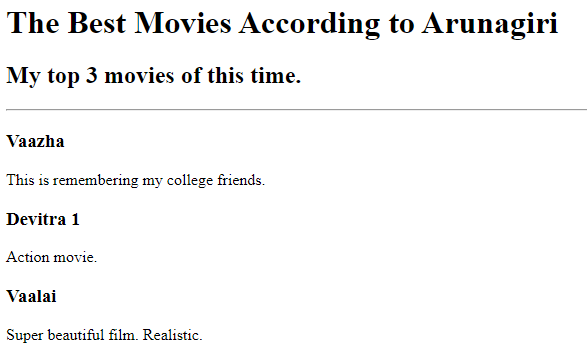 The Best Movies According to Arunagiri
My top 3 movies of this time.
Vaazha
This is remembering my college friends.
Devitra 1
Action movie.
Vaalai
Super beautiful film. Realistic.